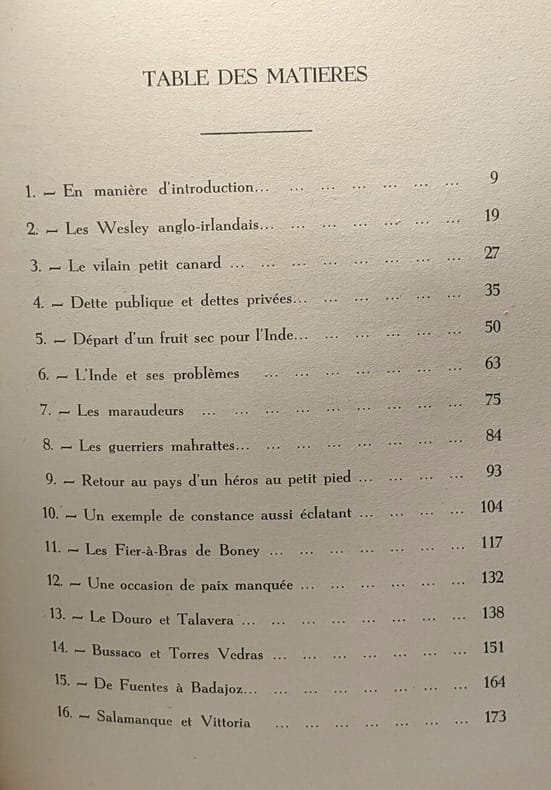 TABLE DES MATIERES
1. — En manière d'introduction... ... ... ... ... ... ... 9
2. — Les Wesley anglo-irlandais... ... ... ... ... ... ... 19
3. — Le vilain petit canard ... ... ... ... ... ... ... ... 27
4. — Dette publique et dettes privées... ... ... ... ... ... 35
5. — Départ d'un fruit sec pour l'Inde... ... ... ... ... ... 50
6. — L'Inde et ses problèmes ... ... ... ... ... ... ... 63
7. — Les maraudeurs ... ... ... ... ... ... ... ... ... 75
8. — Les guerriers mahrattes... ... ... ... ... ... ... ... 84
9. — Retour au pays d'un héros au petit pied ... ... ... ... 93
10. — Un exemple de constance aussi éclatant ... ... ... ... 104
11. — Les Fier-à-Bras de Boney ... ... ... ... ... ... ... 117
12. — Une occasion de paix manquée ... ... ... ... ... ... 132
13. — Le Douro et Talavera ... ... ... ... ... ... ... ... 138
14. — Bussaco et Torres Vedras ... ... ... ... ... ... ... 151
15. — De Fuentes à Badajoz... ... ... ... ... ... ... ... 164
16. — Salamanque et Vittoria ... ... ... ... ... ... ... 173